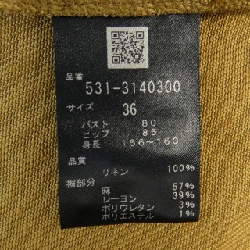 品番
531-3140300
サイズ
36
バスト 80
ヒップ 85
身長 156~160
品質
リネン 100%
裾部分
麻 57%
レーヨン 39%
ポリウレタン 3%
ポリエステル 1%